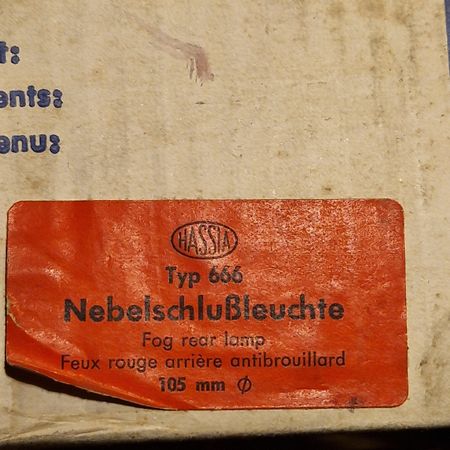 t:
ents:
enu:
HASSIA
Typ 666
Nebelschlußleuchte
Fog rear lamp
Feux rouge arrière antibrouillard
105 mm Ø